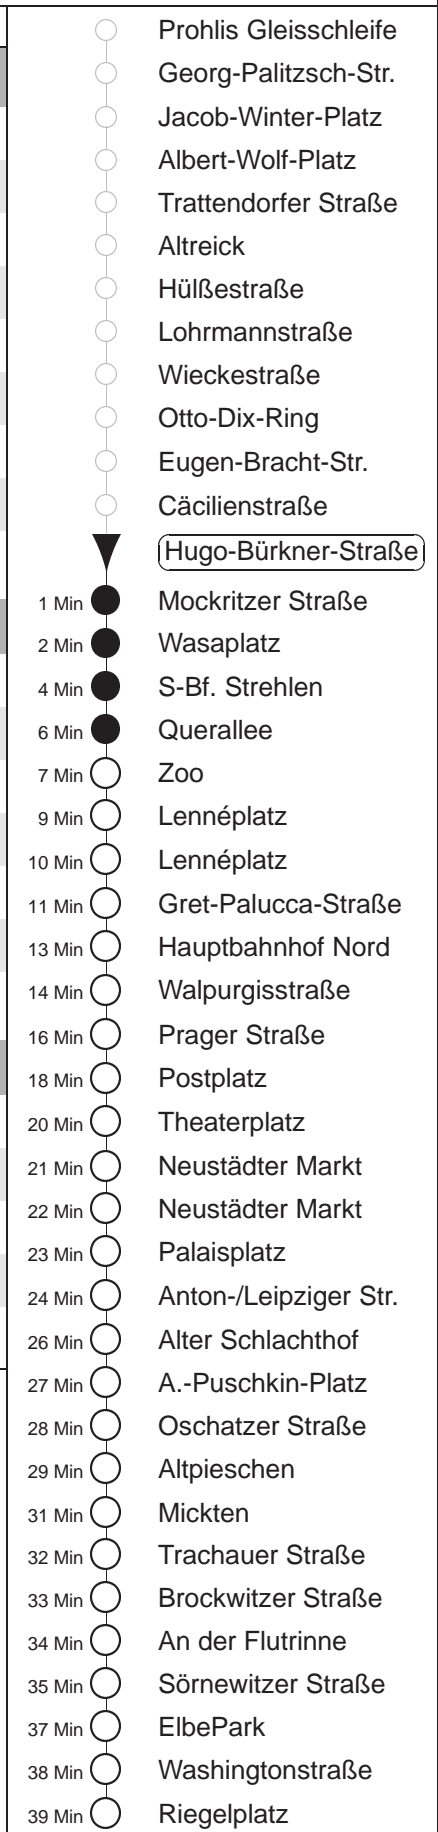 Prohlis Gleisschleife
Georg-Palitzsch-Str.
Jacob-Winter-Platz
Albert-Wolf-Platz
Trattendorfer Straße
Altreick
Hülßestraße
Lohrmannstraße
Wieckestraße
Otto-Dix-Ring
Eugen-Bracht-Str.
Cäcilienstraße
Hugo-Bürkner-Straße
1 Min Mockritzer Straße
2 Min Wasaplatz
4 Min S-Bf. Strehlen
6 Min Querallee
7 Min Zoo
9 Min Lennéplatz
10 Min Lennéplatz
11 Min Gret-Palucca-Straße
13 Min Hauptbahnhof Nord
14 Min Walpurgisstraße
16 Min Prager Straße
18 Min Postplatz
20 Min Theaterplatz
21 Min Neustädter Markt
22 Min Neustädter Markt
23 Min Palaisplatz
24 Min Anton-/Leipziger Str.
26 Min Alter Schlachthof
27 Min A.-Puschkin-Platz
28 Min Oschatzer Straße
29 Min Altpieschen
31 Min Mickten
32 Min Trachauer Straße
33 Min Brockwitzer Straße
34 Min An der Flutrinne
35 Min Sörnewitzer Straße
37 Min ElbePark
38 Min Washingtonstraße
39 Min Riegelplatz